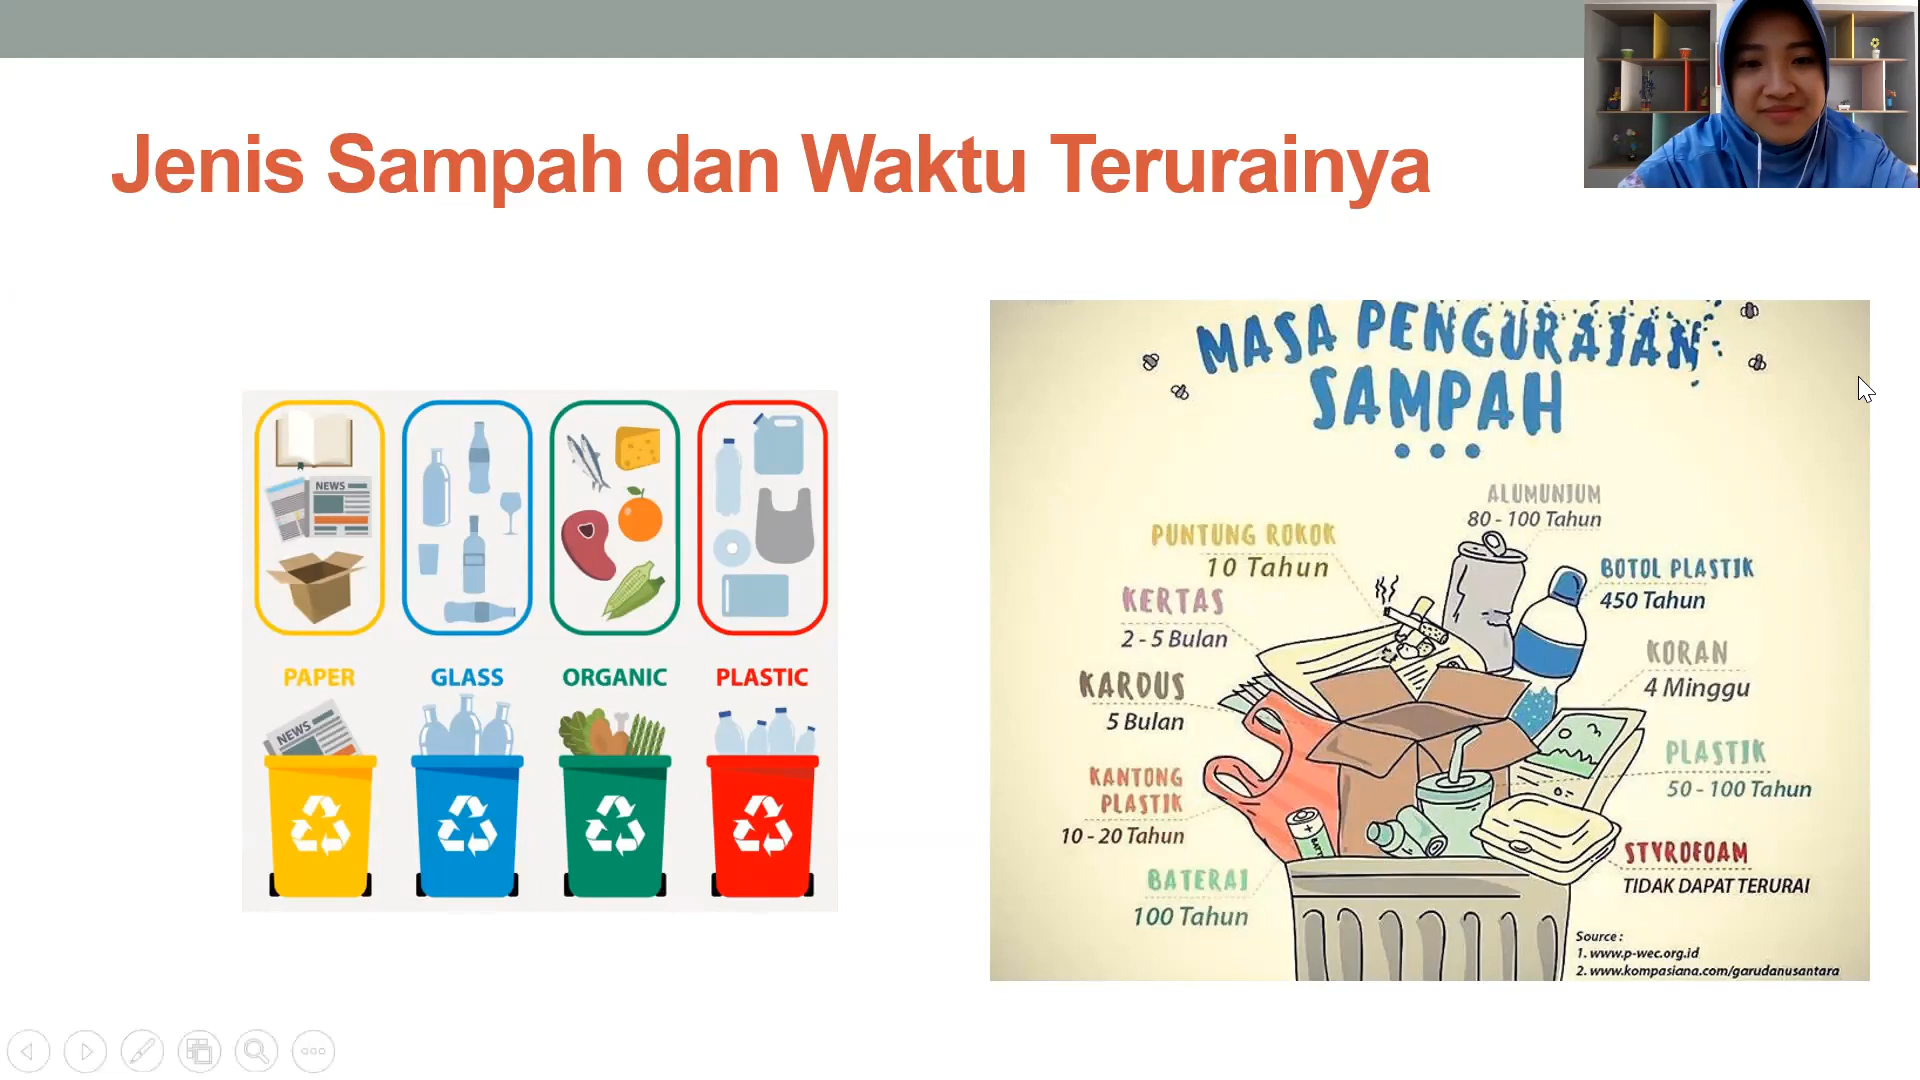 Jenis Sampah dan Waktu Terurainya
NEWS
PAPER
GLASS
ORGANIC
PLASTIC
NEWS
MASA PENGURAIAN
SAMPAH
ALUMUNIUM
80 - 100 Tahun
PUNTUNG ROKOK
10 Tahun
BOTOL PLASTIK
450 Tahun
KERTAS
2 - 5 Bulan
KORAN
4 Minggu
KARDUS
5 Bulan
PLASTIK
50 - 100 Tahun
KANTONG
PLASTIK
10 - 20 Tahun
STYROFOAM
TIDAK DAPAT TERURAI
BATERAI
100 Tahun
Source :
1. www.p-wec.org.id
2. www.kompasiana.com/garudanusantara